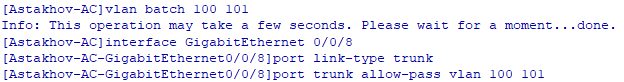 [Astakhov-AC]vlan batch 100 101
Info: This operation may take a few seconds. Please wait for a moment...done.
[Astakhov-AC]interface GigabitEthernet 0/0/8
[Astakhov-AC-GigabitEthernet0/0/8]port link-type trunk
[Astakhov-AC-GigabitEthernet0/0/8]port trunk allow-pass vlan 100 101